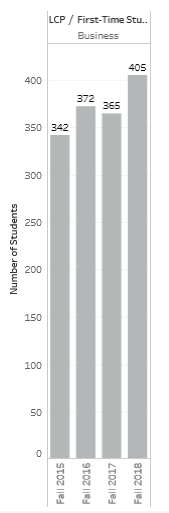 LCP / First-Time Stu..
Business
Number of Students
400
350
300
250
200
150
100
50
0
342
372
365
405
Fall 2015
Fall 2016
Fall 2017
Fall 2018